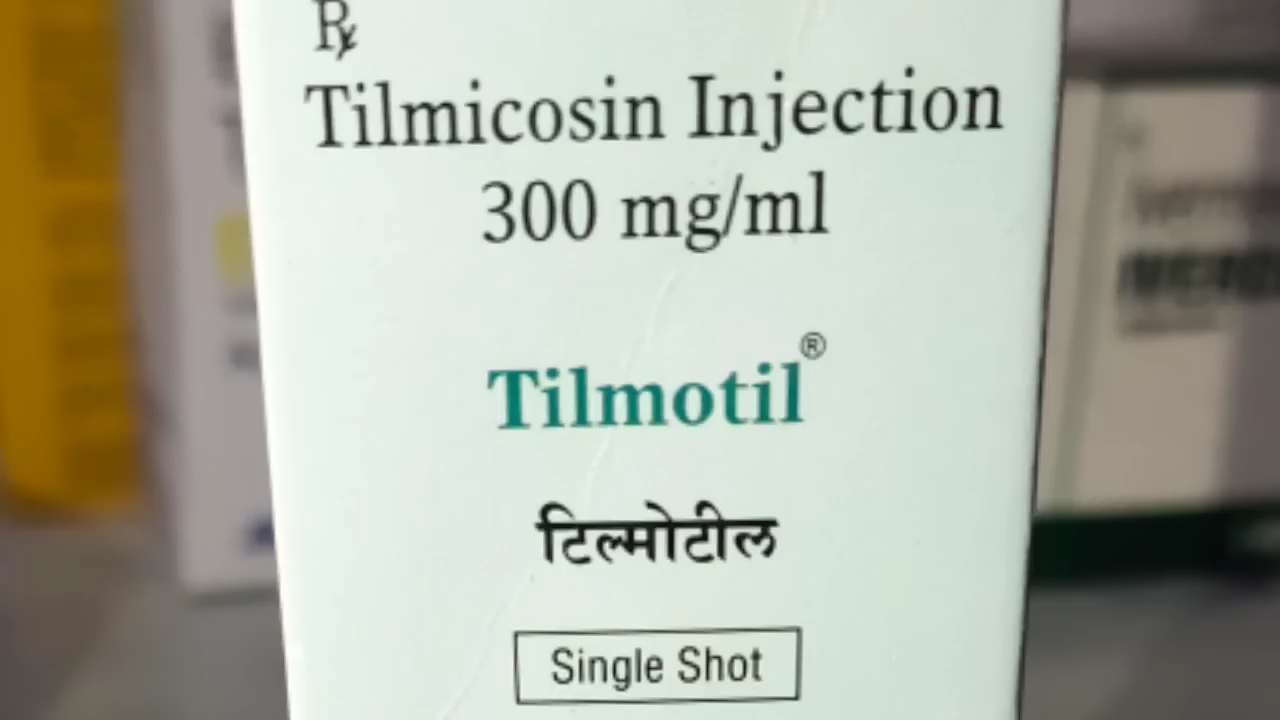 ℞
Tilmicosin Injection
300 mg/ml
Tilmotil®
टिल्मोटील
Single Shot